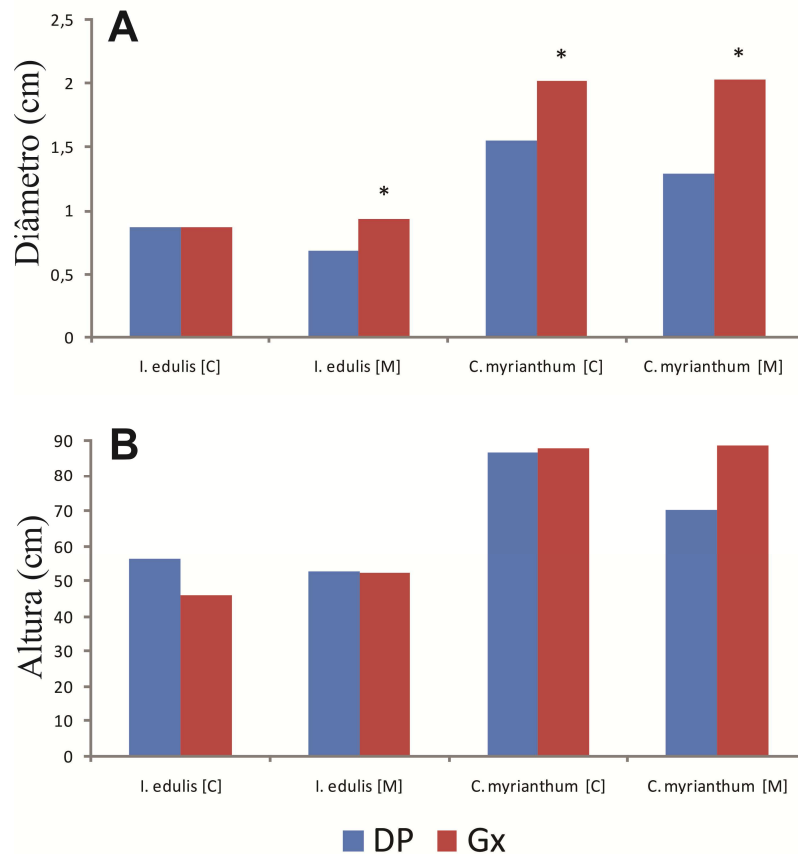 A
Diâmetro (cm)
2,5
2
1,5
1
0,5
0
*
*
*
I. edulis [C]
I. edulis [M]
C. myrianthum [C]
C. myrianthum [M]
B
Altura (cm)
90
80
70
60
50
40
30
20
10
0
I. edulis [C]
I. edulis [M]
C. myrianthum [C]
C. myrianthum [M]
DP
Gx